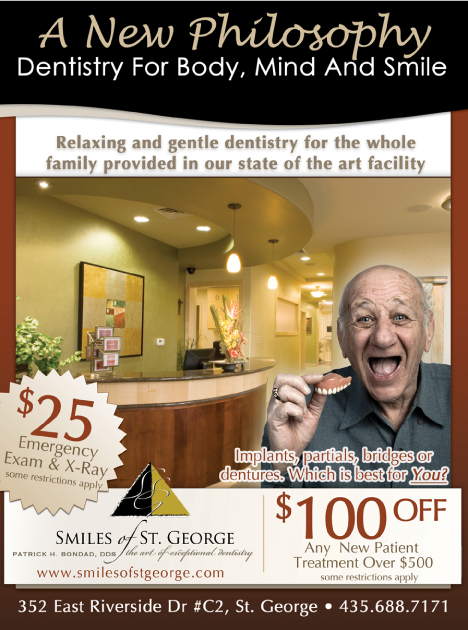 A New Philosophy
Dentistry For Body, Mind And Smile
Relaxing and gentle dentistry for the whole
family provided in our state of the art facility
$25
Emergency
Exam & X-Ray
some restrictions apply
Implants, partials, bridges or
dentures. Which is best for You?
SMILES of ST. GEORGE
PATRICK H. BONDAD, DDS the art of exceptional dentistry
www.smilesofstgeorge.com
$100 OFF
Any New Patient
Treatment Over $500
some restrictions apply
352 East Riverside Dr #C2, St. George • 435.688.7171